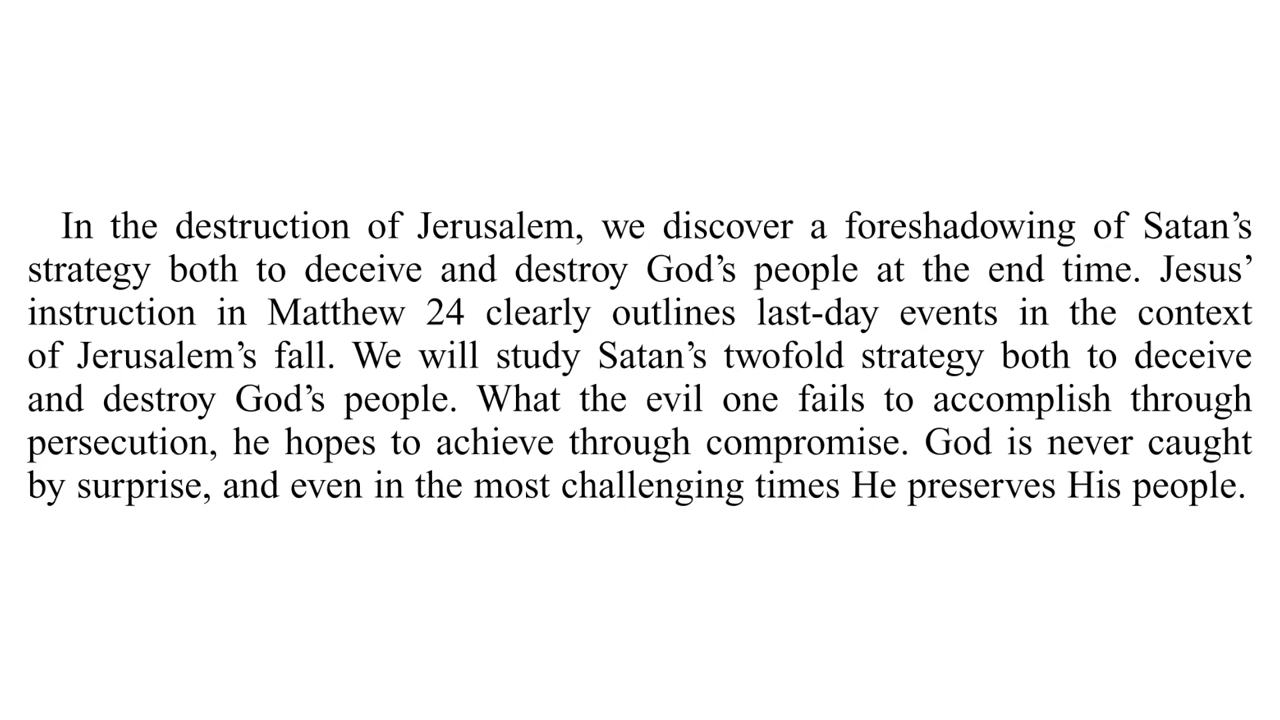 In the destruction of Jerusalem, we discover a foreshadowing of Satan’s
strategy both to deceive and destroy God’s people at the end time. Jesus’
instruction in Matthew 24 clearly outlines last-day events in the context
of Jerusalem’s fall. We will study Satan’s twofold strategy both to deceive
and destroy God’s people. What the evil one fails to accomplish through
persecution, he hopes to achieve through compromise. God is never caught
by surprise, and even in the most challenging times He preserves His people.